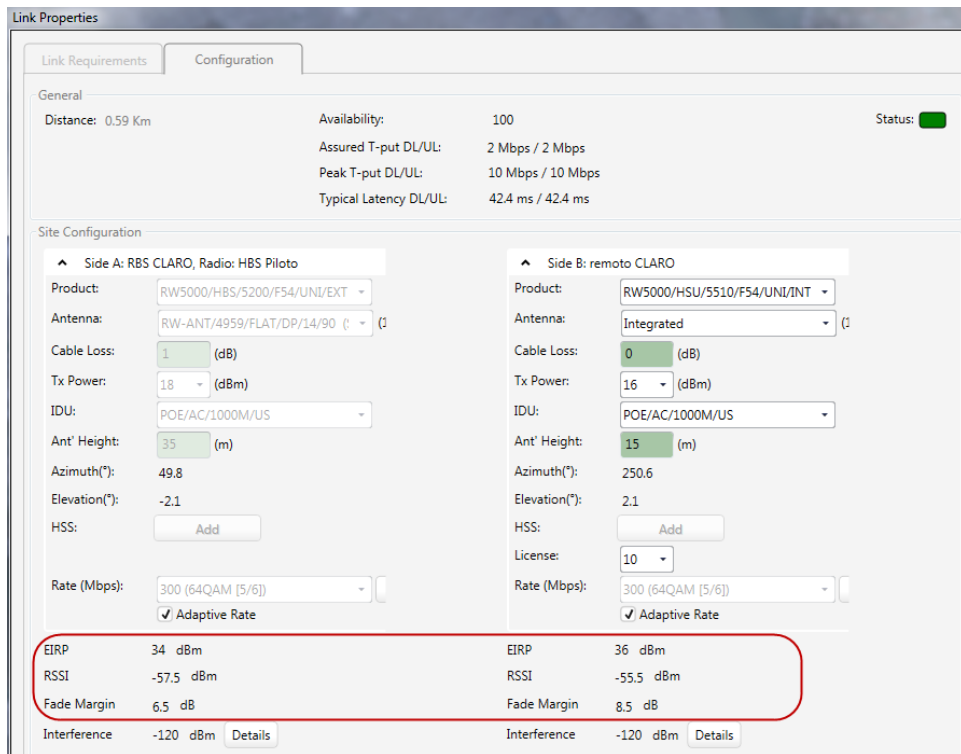 Link Properties
Link Requirements Configuration
General
Distance: 0.59 Km Availability: 100 Status:
Assured T-put DL/UL: 2 Mbps / 2 Mbps
Peak T-put DL/UL: 10 Mbps / 10 Mbps
Typical Latency DL/UL: 42.4 ms / 42.4 ms
Site Configuration
Side A: RBS CLARO, Radio: HBS Piloto Side B: remoto CLARO
Product: RW5000/HBS/5200/F54/UNI/EXT Product: RW5000/HSU/5510/F54/UNI/INT
Antenna: RW-ANT/4959/FLAT/DP/14/90 Antenna: Integrated
Cable Loss: 1 (dB) Cable Loss: 0 (dB)
Tx Power: 18 (dBm) Tx Power: 16 (dBm)
IDU: POE/AC/1000M/US IDU: POE/AC/1000M/US
Ant' Height: 35 (m) Ant' Height: 15 (m)
Azimuth(°): 49.8 Azimuth(°): 250.6
Elevation(°): -2.1 Elevation(°): 2.1
HSS: Add HSS: Add
License: 10
Rate (Mbps): 300 (64QAM [5/6]) Rate (Mbps): 300 (64QAM [5/6])
Adaptive Rate Adaptive Rate
EIRP 34 dBm EIRP 36 dBm
RSSI -57.5 dBm RSSI -55.5 dBm
Fade Margin 6.5 dB Fade Margin 8.5 dB
Interference -120 dBm Details Interference -120 dBm Details